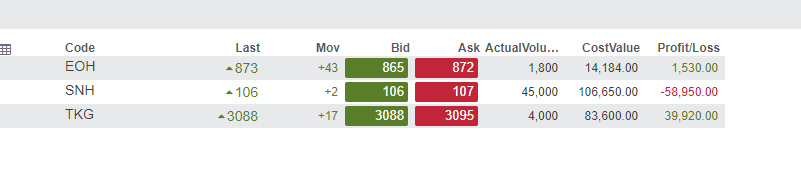 Code Last Mov Bid Ask ActualVolu… CostValue Profit/Loss
EOH 873 +43 865 872 1,800 14,184.00 1,530.00
SNH 106 +2 106 107 45,000 106,650.00 -58,950.00
TKG 3088 +17 3088 3095 4,000 83,600.00 39,920.00